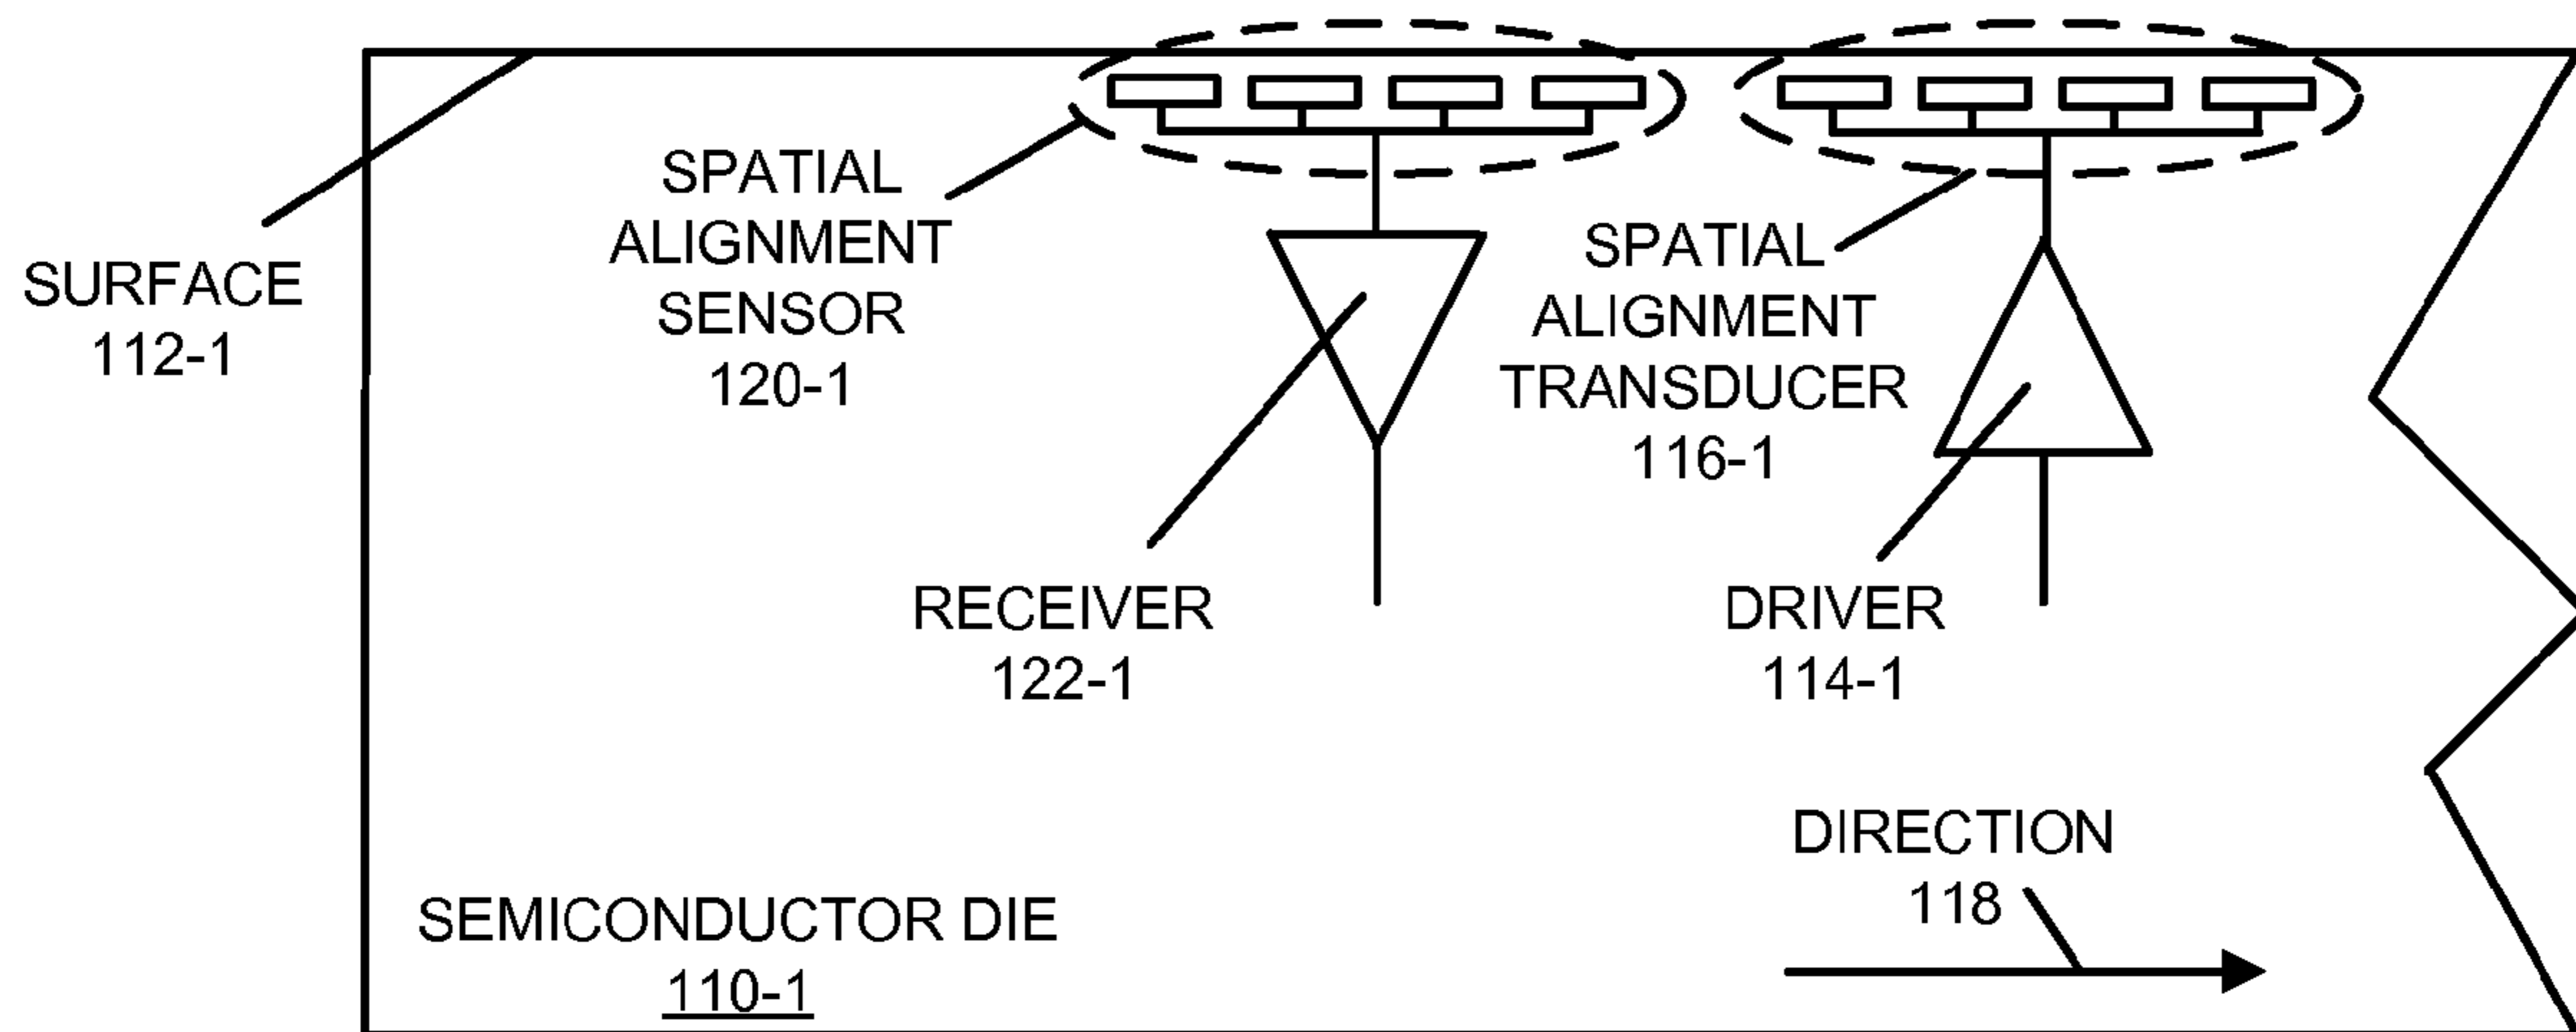 SURFACE
112-1
SPATIAL
ALIGNMENT
SENSOR
120-1
SPATIAL
ALIGNMENT
TRANSDUCER
116-1
RECEIVER
122-1
DRIVER
114-1
DIRECTION
118
SEMICONDUCTOR DIE
110-1